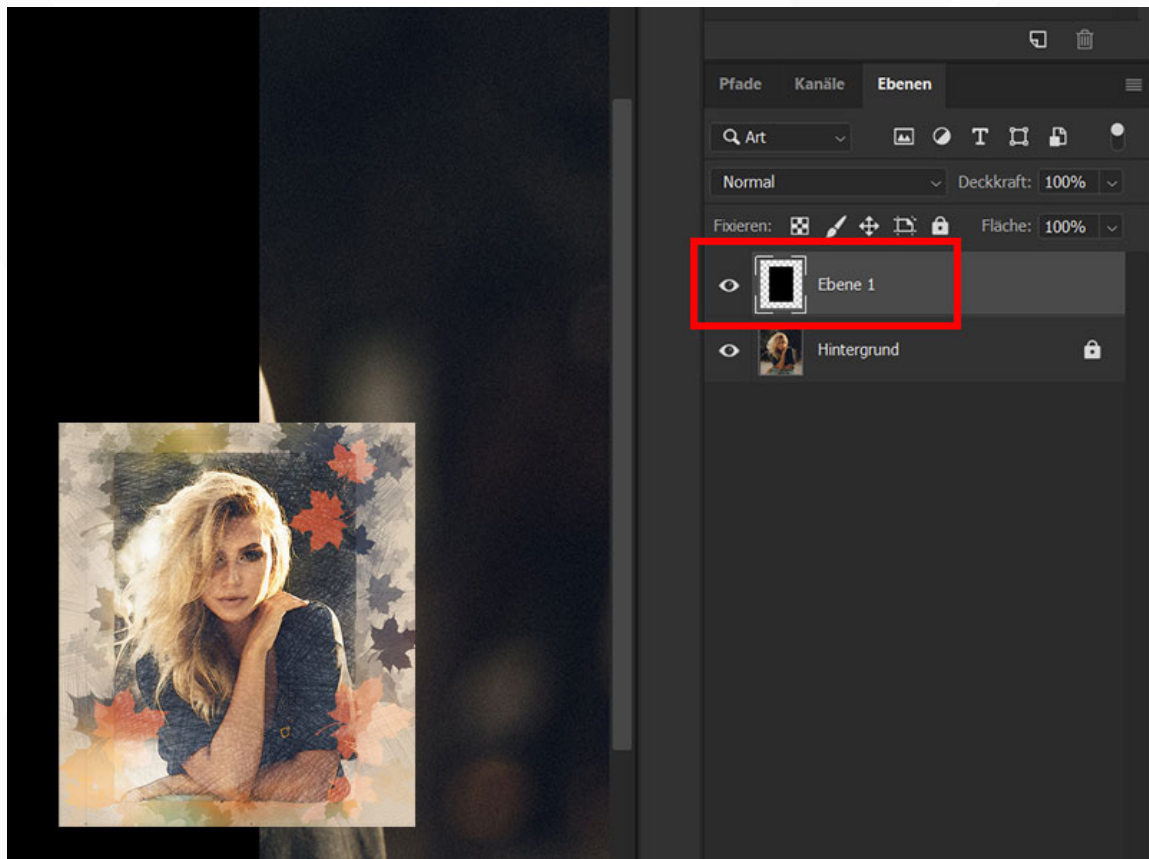 Pfade Kanäle Ebenen
Art
Normal Deckkraft: 100%
Fixieren: Fläche: 100%
Ebene 1
Hintergrund